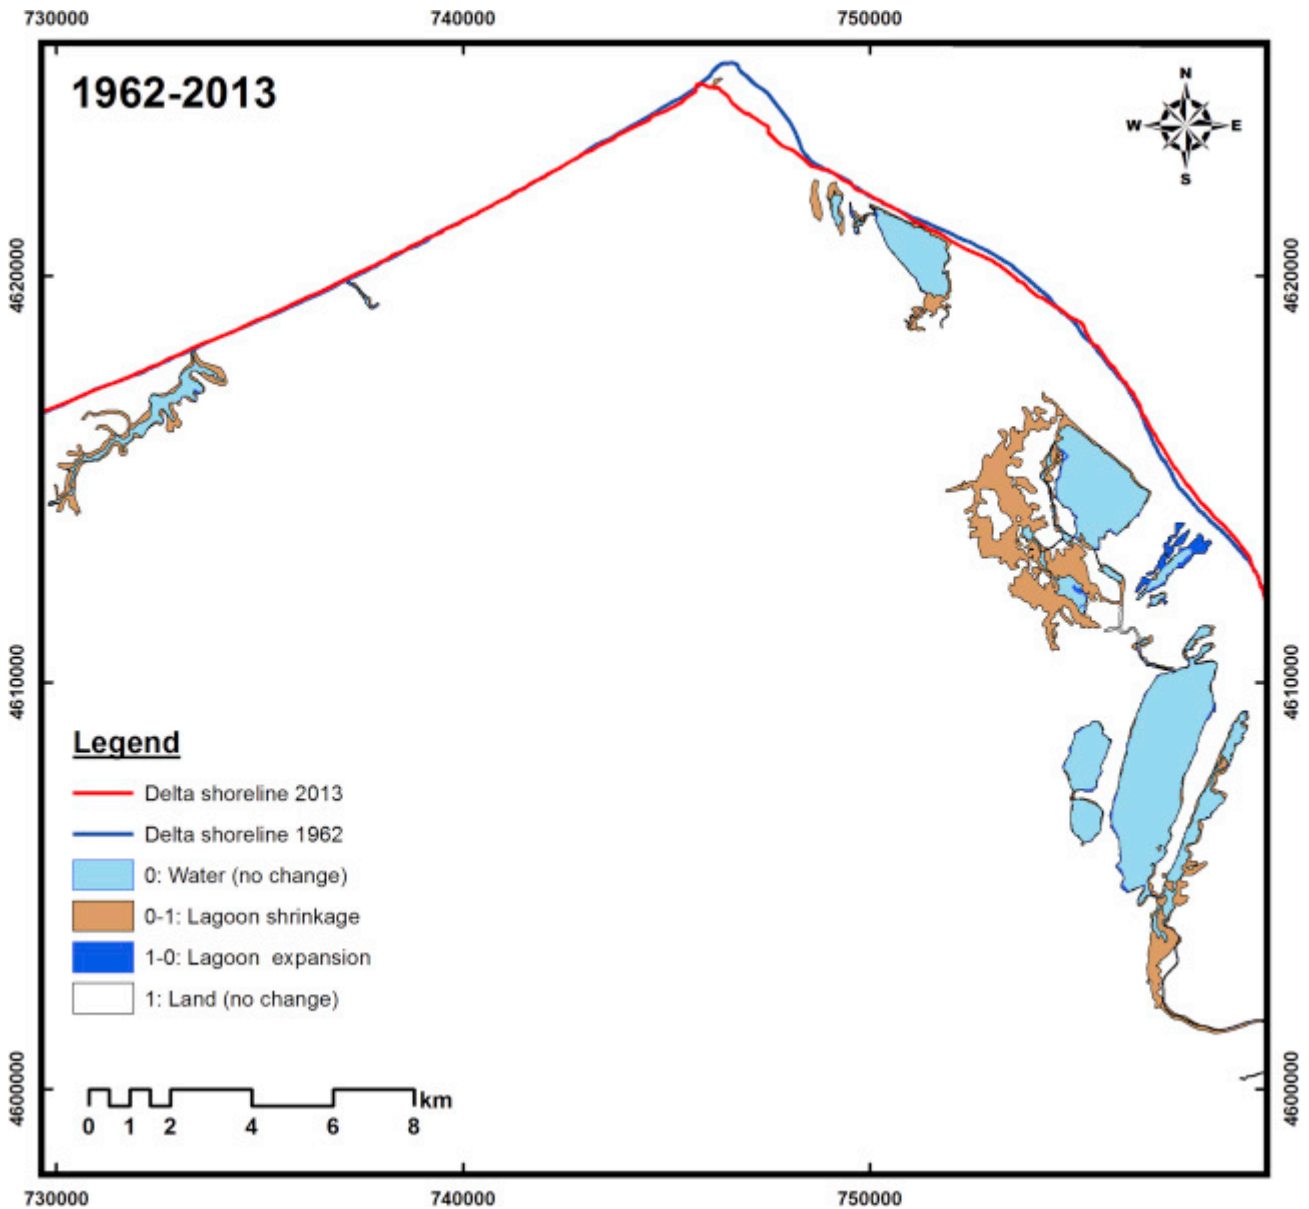 730000 740000 750000
1962-2013
N
W E
S
4620000 4620000
4610000 4610000
Legend
Delta shoreline 2013
Delta shoreline 1962
0: Water (no change)
0-1: Lagoon shrinkage
1-0: Lagoon expansion
1: Land (no change)
4600000 4600000
km
0 1 2 4 6 8
730000 740000 750000